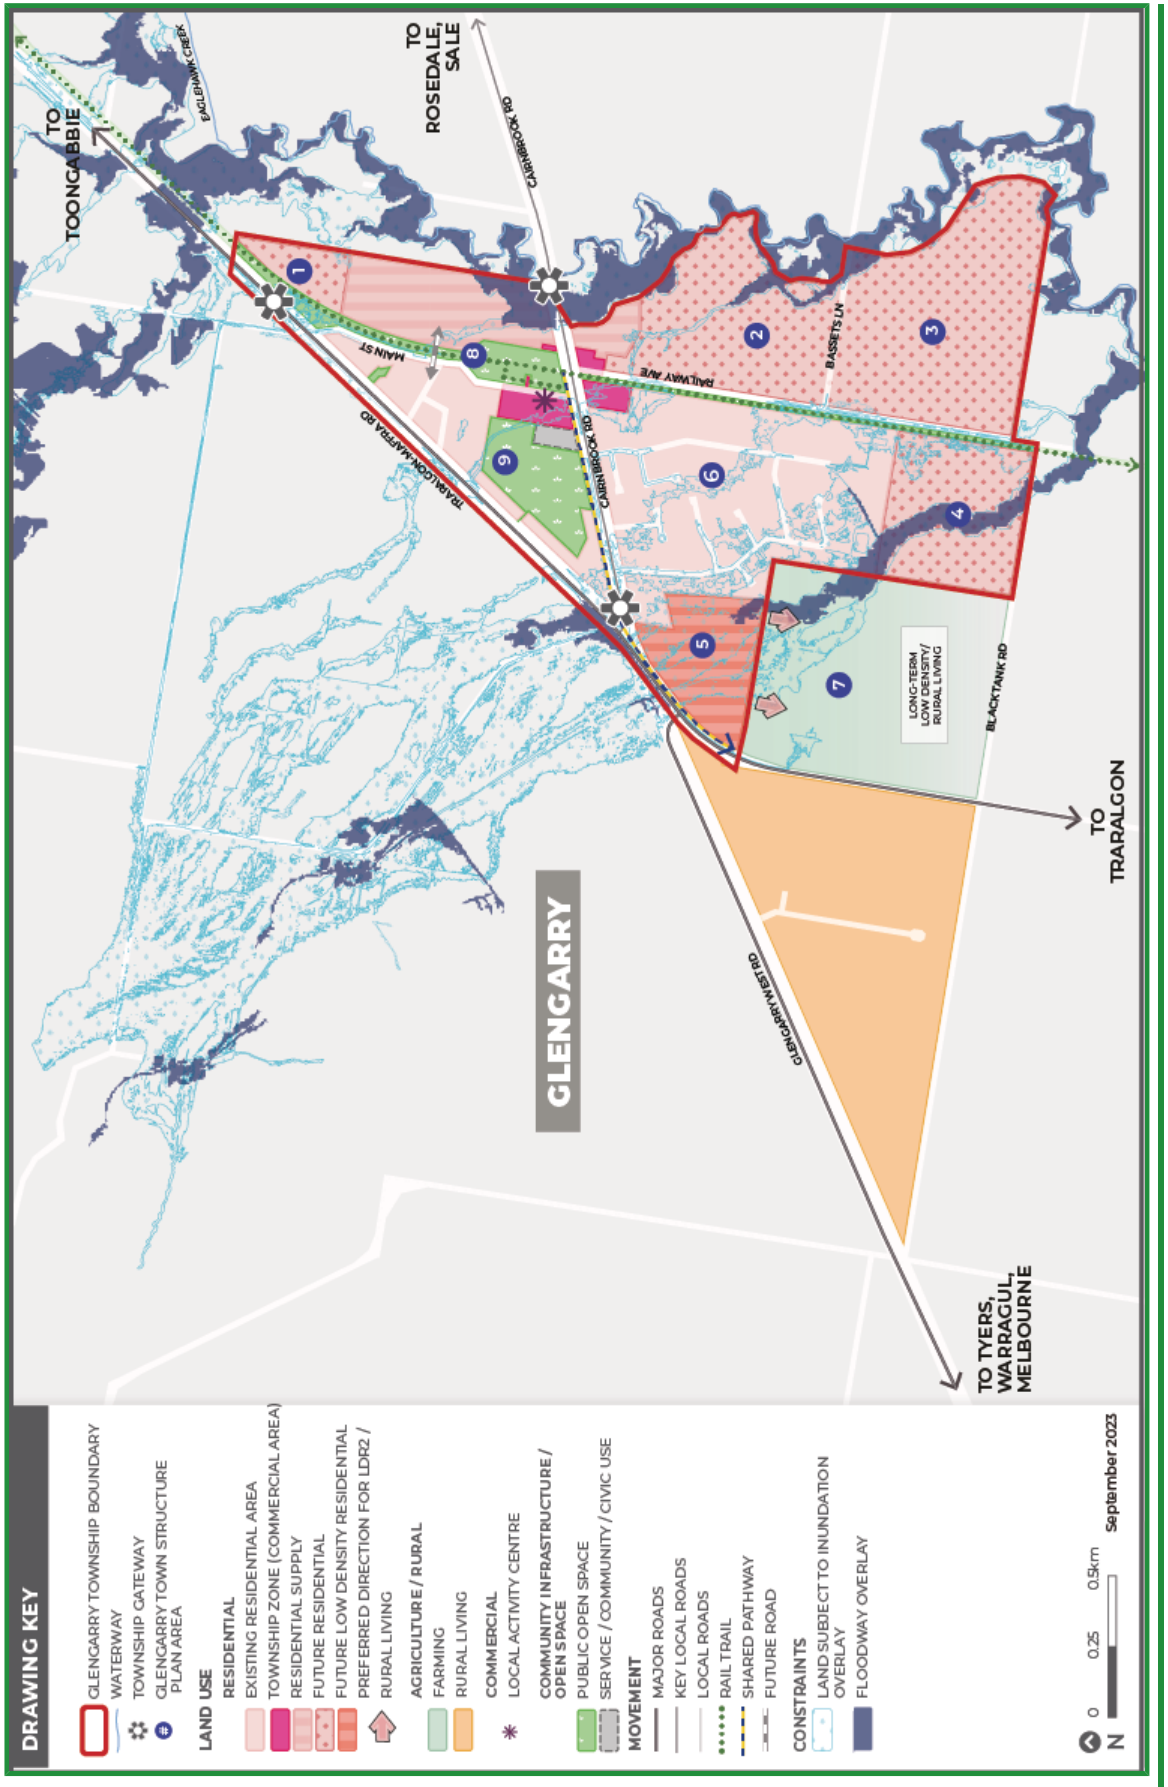 DRAWING KEY
GLENGARRY TOWNSHIP BOUNDARY
WATERWAY
TOWNSHIP GATEWAY
#
GLENGARRY TOWN STRUCTURE
PLAN AREA
LAND USE
RESIDENTIAL
EXISTING RESIDENTIAL AREA
TOWNSHIP ZONE (COMMERCIAL AREA)
RESIDENTIAL SUPPLY
FUTURE RESIDENTIAL
FUTURE LOW DENSITY RESIDENTIAL
PREFERRED DIRECTION FOR LDR2 /
RURAL LIVING
AGRICULTURE / RURAL
FARMING
RURAL LIVING
COMMERCIAL
LOCAL ACTIVITY CENTRE
COMMUNITY INFRASTRUCTURE /
OPEN SPACE
PUBLIC OPEN SPACE
SERVICE / COMMUNITY / CIVIC USE
MOVEMENT
MAJOR ROADS
KEY LOCAL ROADS
LOCAL ROADS
RAIL TRAIL
SHARED PATHWAY
FUTURE ROAD
CONSTRAINTS
LAND SUBJECT TO INUNDATION
OVERLAY
FLOODWAY OVERLAY
N
0
0.25
0.5km
September 2023
GLENGARRY
TO
TOONGABBIE
EAGLEHAWK CREEK
TO
ROSEDALE,
SALE
CAIRNBROOK RD
1
MAIN ST
8
TRARALGON-MAFFRA RD
9
CAIRNBROOK RD
RAILWAY AVE
2
BASSETS LN
3
6
4
5
7
LONG-TERM
LOW DENSITY/
RURAL LIVING
BLACKTANK RD
TO
TRARALGON
GLENGARRY WEST RD
TO TYERS,
WARRAGUL,
MELBOURNE